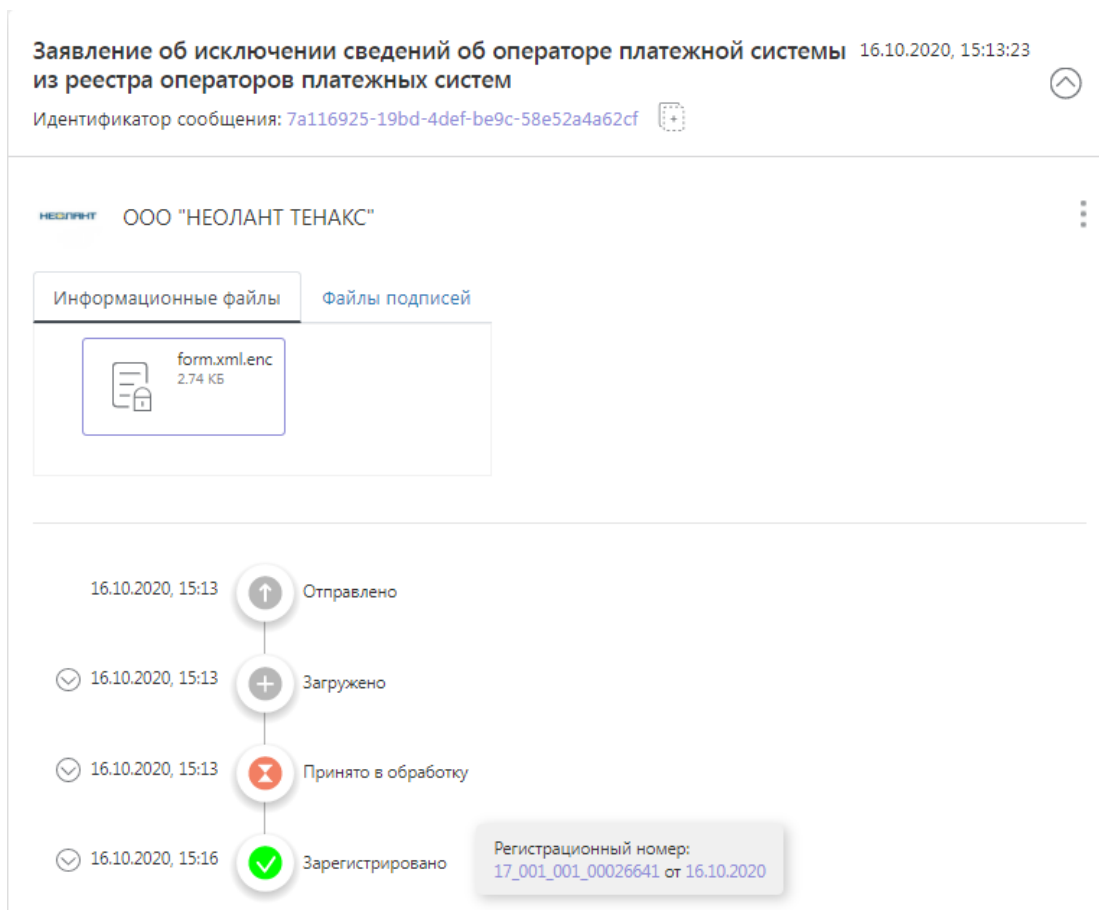 Заявление об исключении сведений об операторе платежной системы 16.10.2020, 15:13:23
из реестра операторов платежных систем
Идентификатор сообщения: 7a116925-19bd-4def-be9c-58e52a4a62cf
НЕОЛАНТ ООО "НЕОЛАНТ ТЕНАКС"
Информационные файлы Файлы подписей
form.xml.enc
2.74 КБ
16.10.2020, 15:13 Отправлено
16.10.2020, 15:13 Загружено
16.10.2020, 15:13 Принято в обработку
16.10.2020, 15:16 Зарегистрировано
Регистрационный номер:
17_001_001_00026641 от 16.10.2020